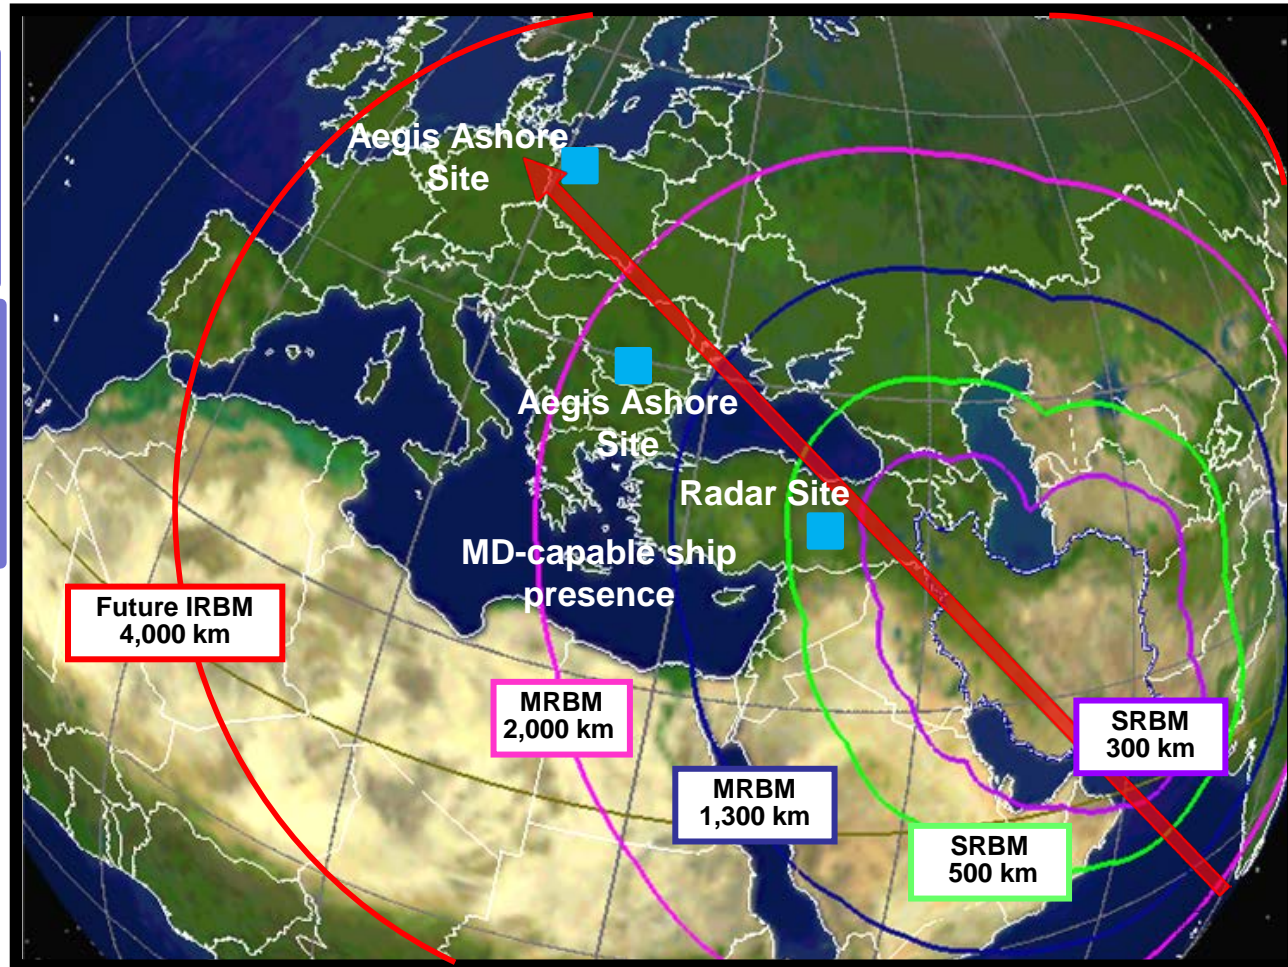 Aegis Ashore
Site
Aegis Ashore
Site
Radar Site
MD-capable ship
presence
Future IRBM
4,000 km
MRBM
2,000 km
SRBM
300 km
MRBM
1,300 km
SRBM
500 km